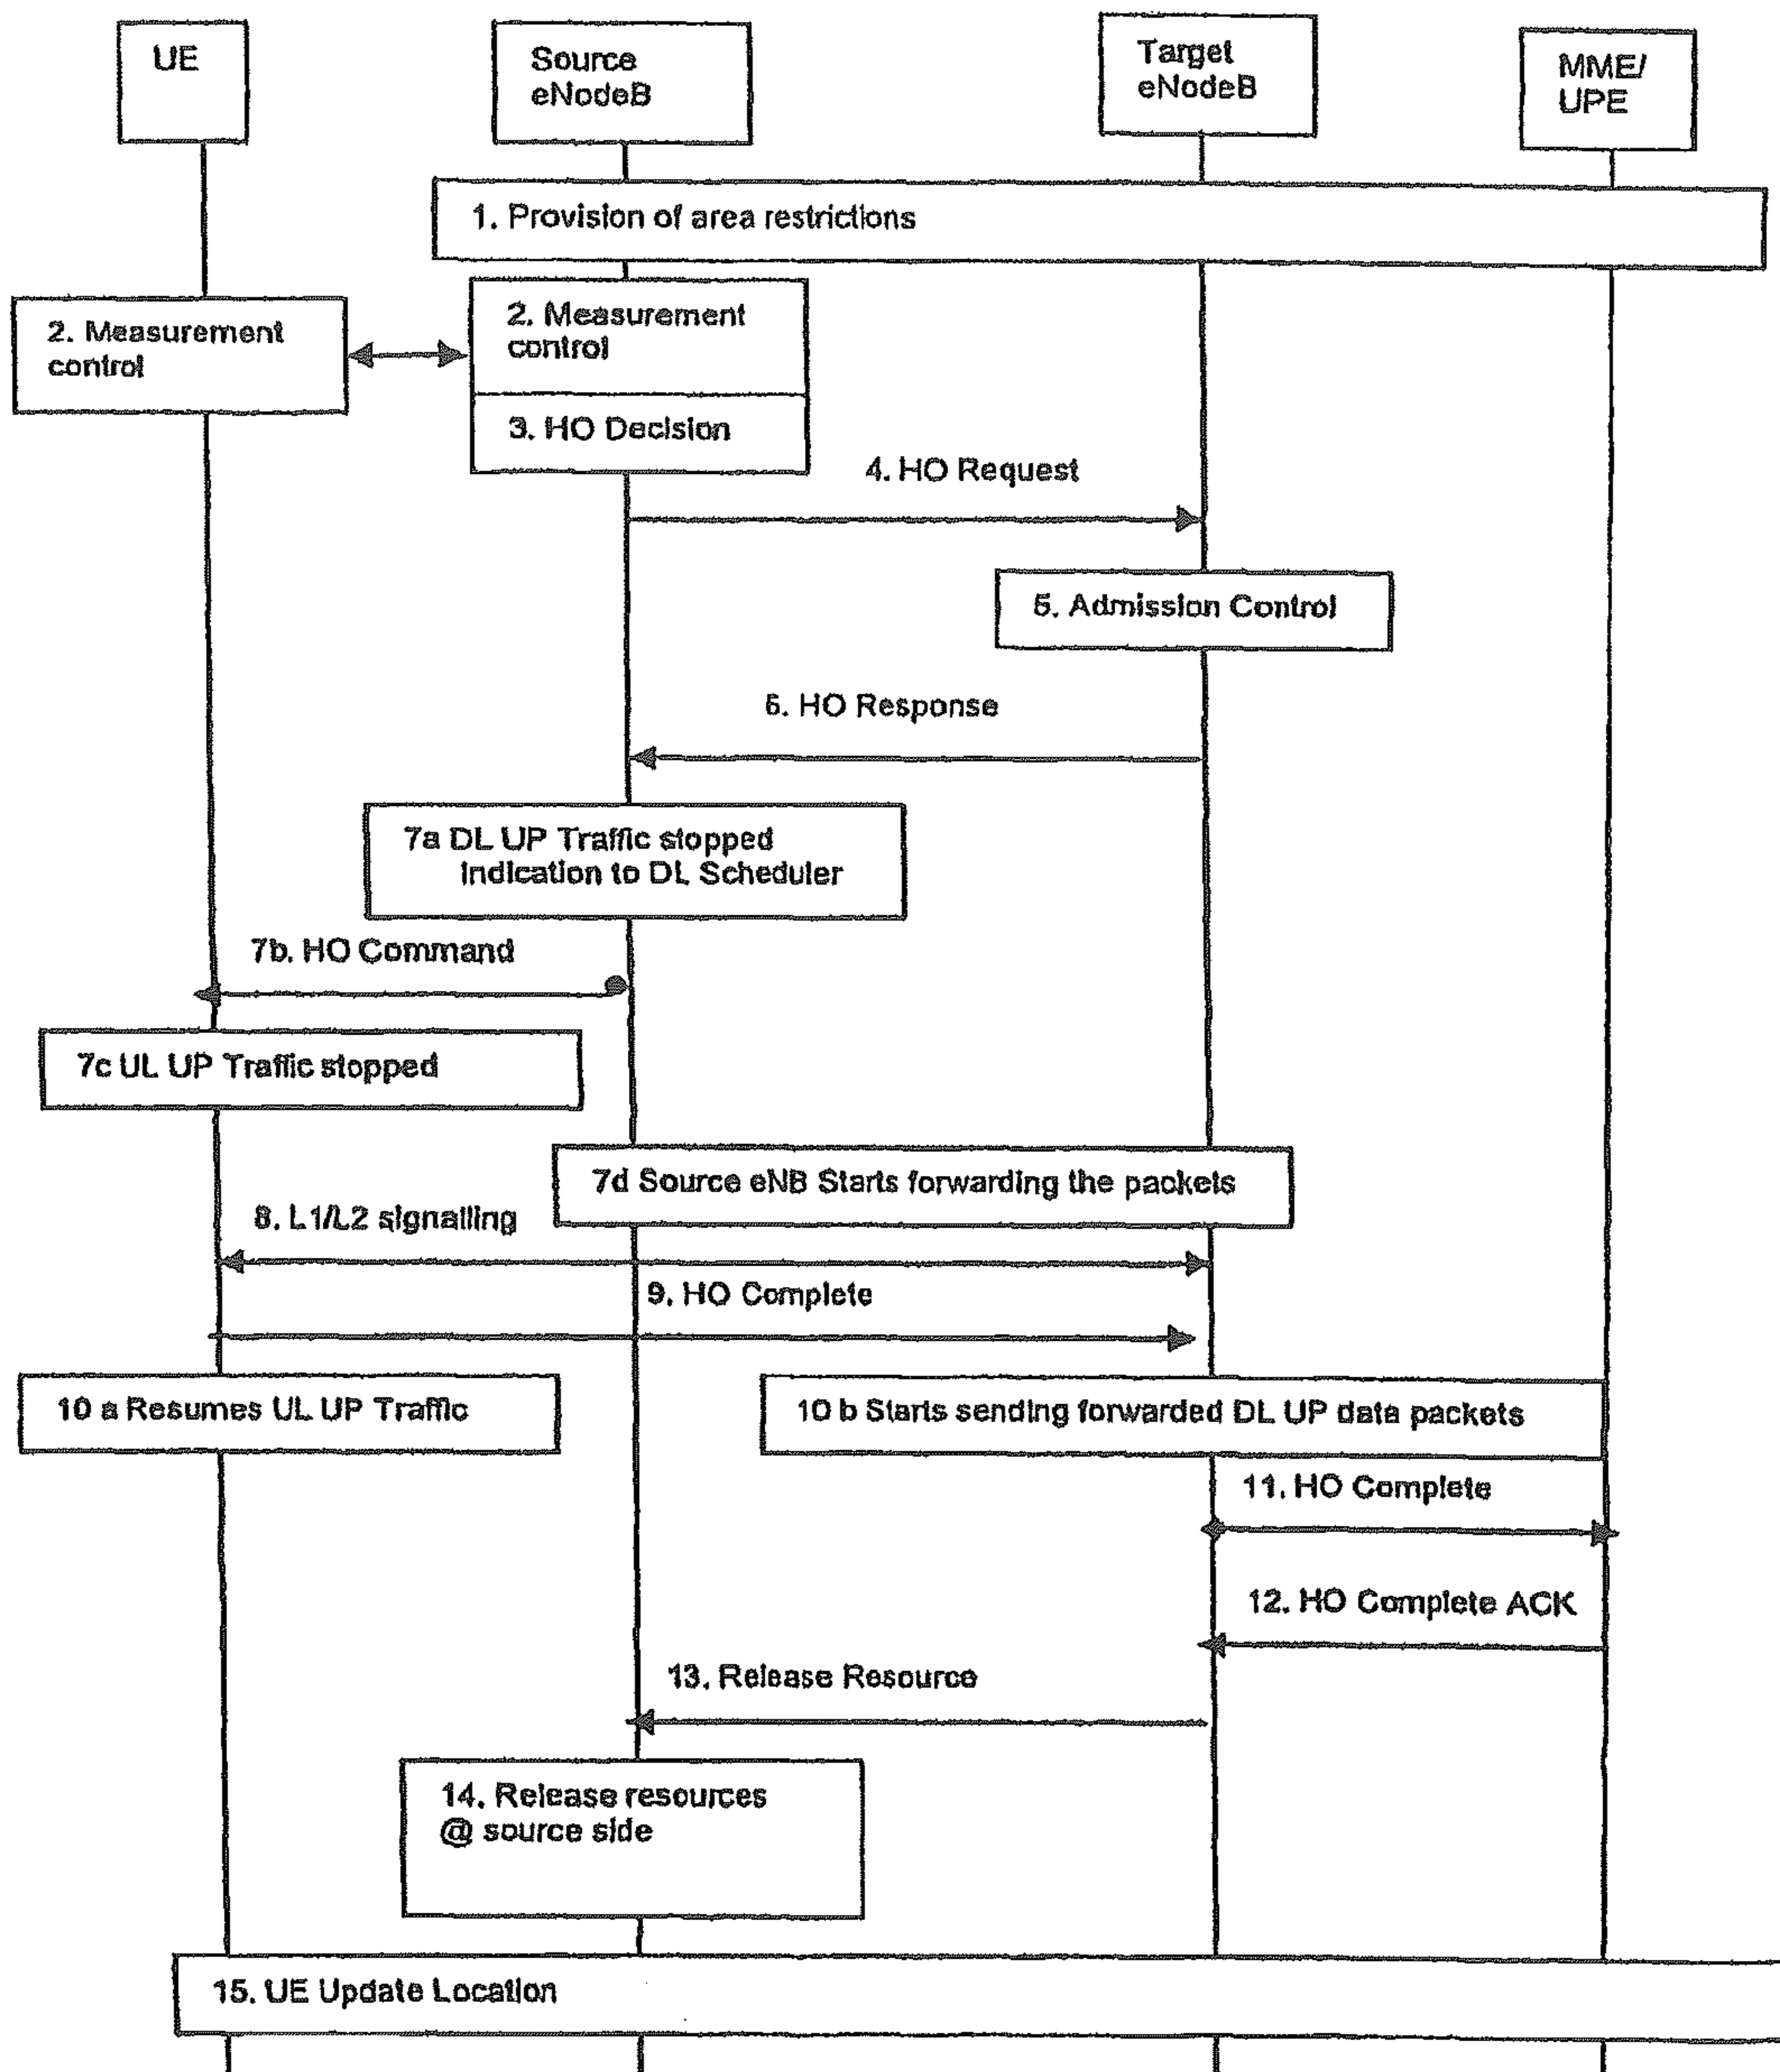 UE
Source
eNodeB
Target
eNodeB
MME/
UPE
1. Provision of area restrictions
2. Measurement
control
2. Measurement
control
3. HO Decision
4. HO Request
5. Admission Control
6. HO Response
7a DL UP Traffic stopped
indication to DL Scheduler
7b. HO Command
7c UL UP Traffic stopped
7d Source eNB Starts forwarding the packets
8. L1/L2 signalling
9. HO Complete
10 a Resumes UL UP Traffic
10 b Starts sending forwarded DL UP data packets
11. HO Complete
12. HO Complete ACK
13. Release Resource
14. Release resources
@ source side
15. UE Update Location